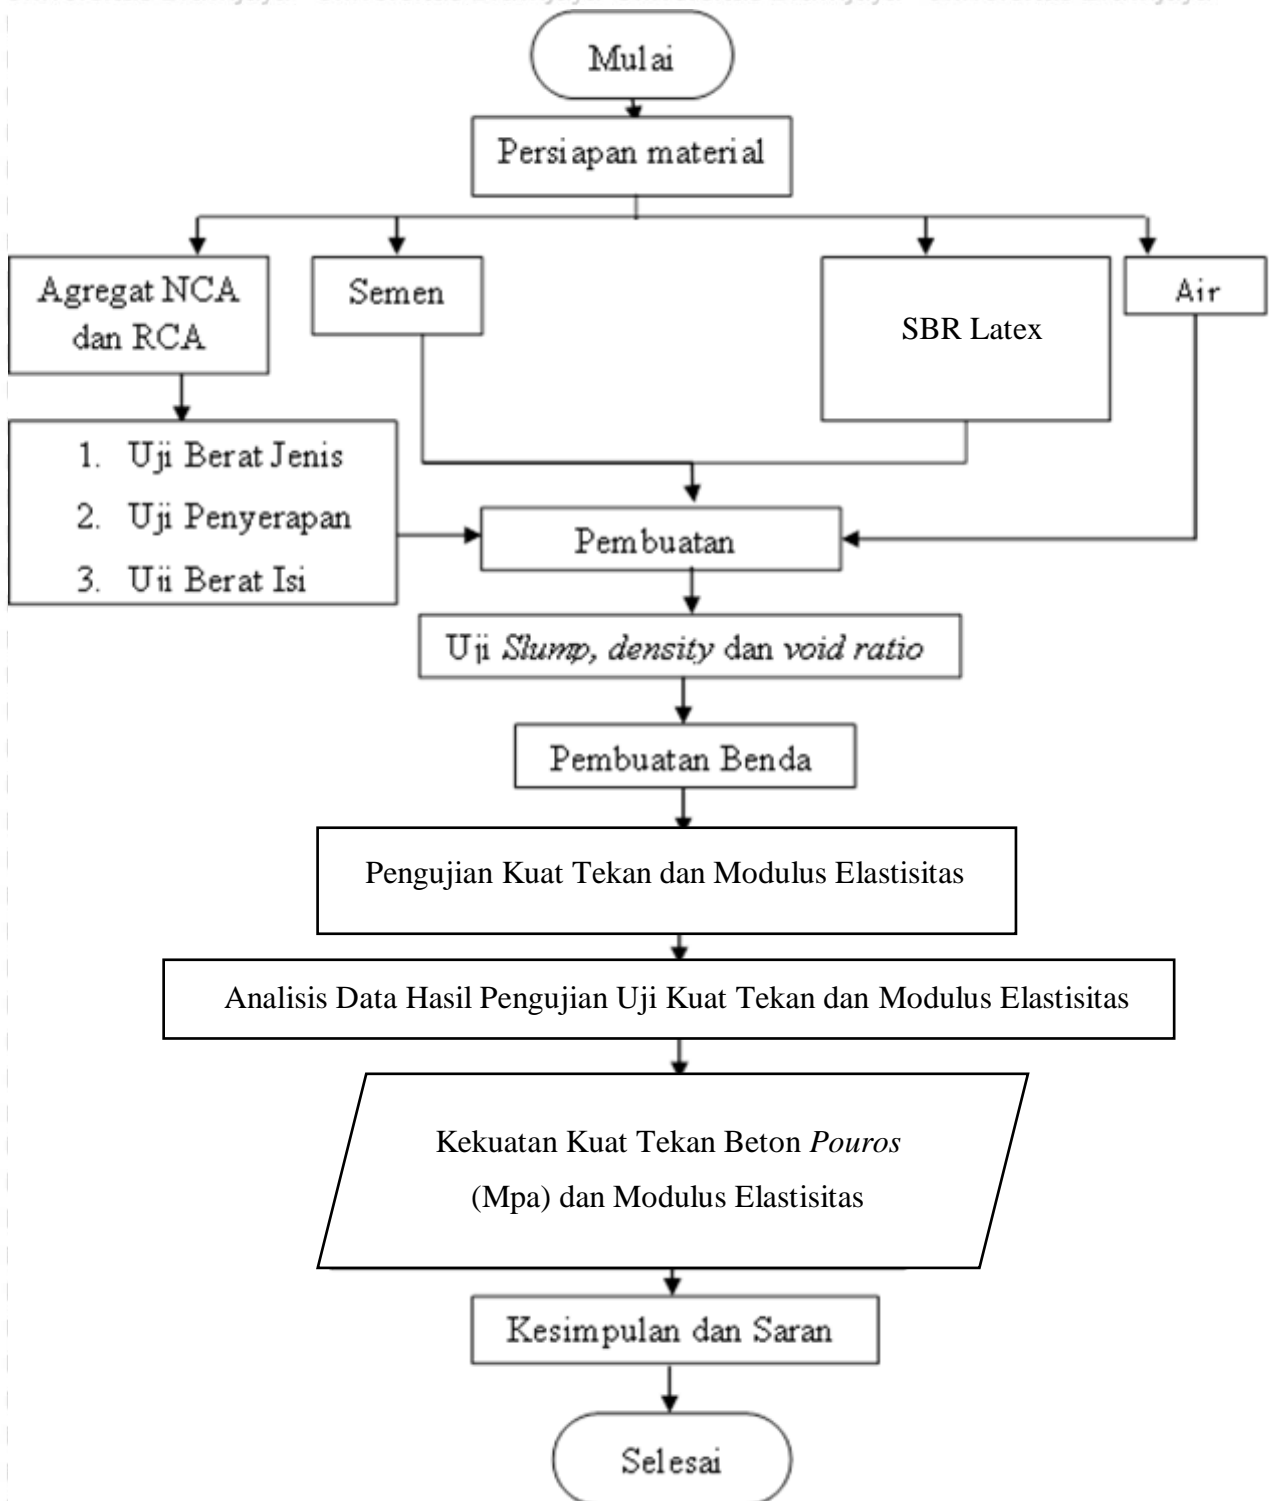 Mulai
Persiapan material
Agregat NCA
dan RCA
Semen
SBR Latex
Air
1. Uji Berat Jenis
2. Uji Penyerapan
3. Uii Berat Isi
Pembuatan
Uji Slump, density dan void ratio
Pembuatan Benda
Pengujian Kuat Tekan dan Modulus Elastisitas
Analisis Data Hasil Pengujian Uji Kuat Tekan dan Modulus Elastisitas
Kekuatan Kuat Tekan Beton Pouros
(Mpa) dan Modulus Elastisitas
Kesimpulan dan Saran
Selesai